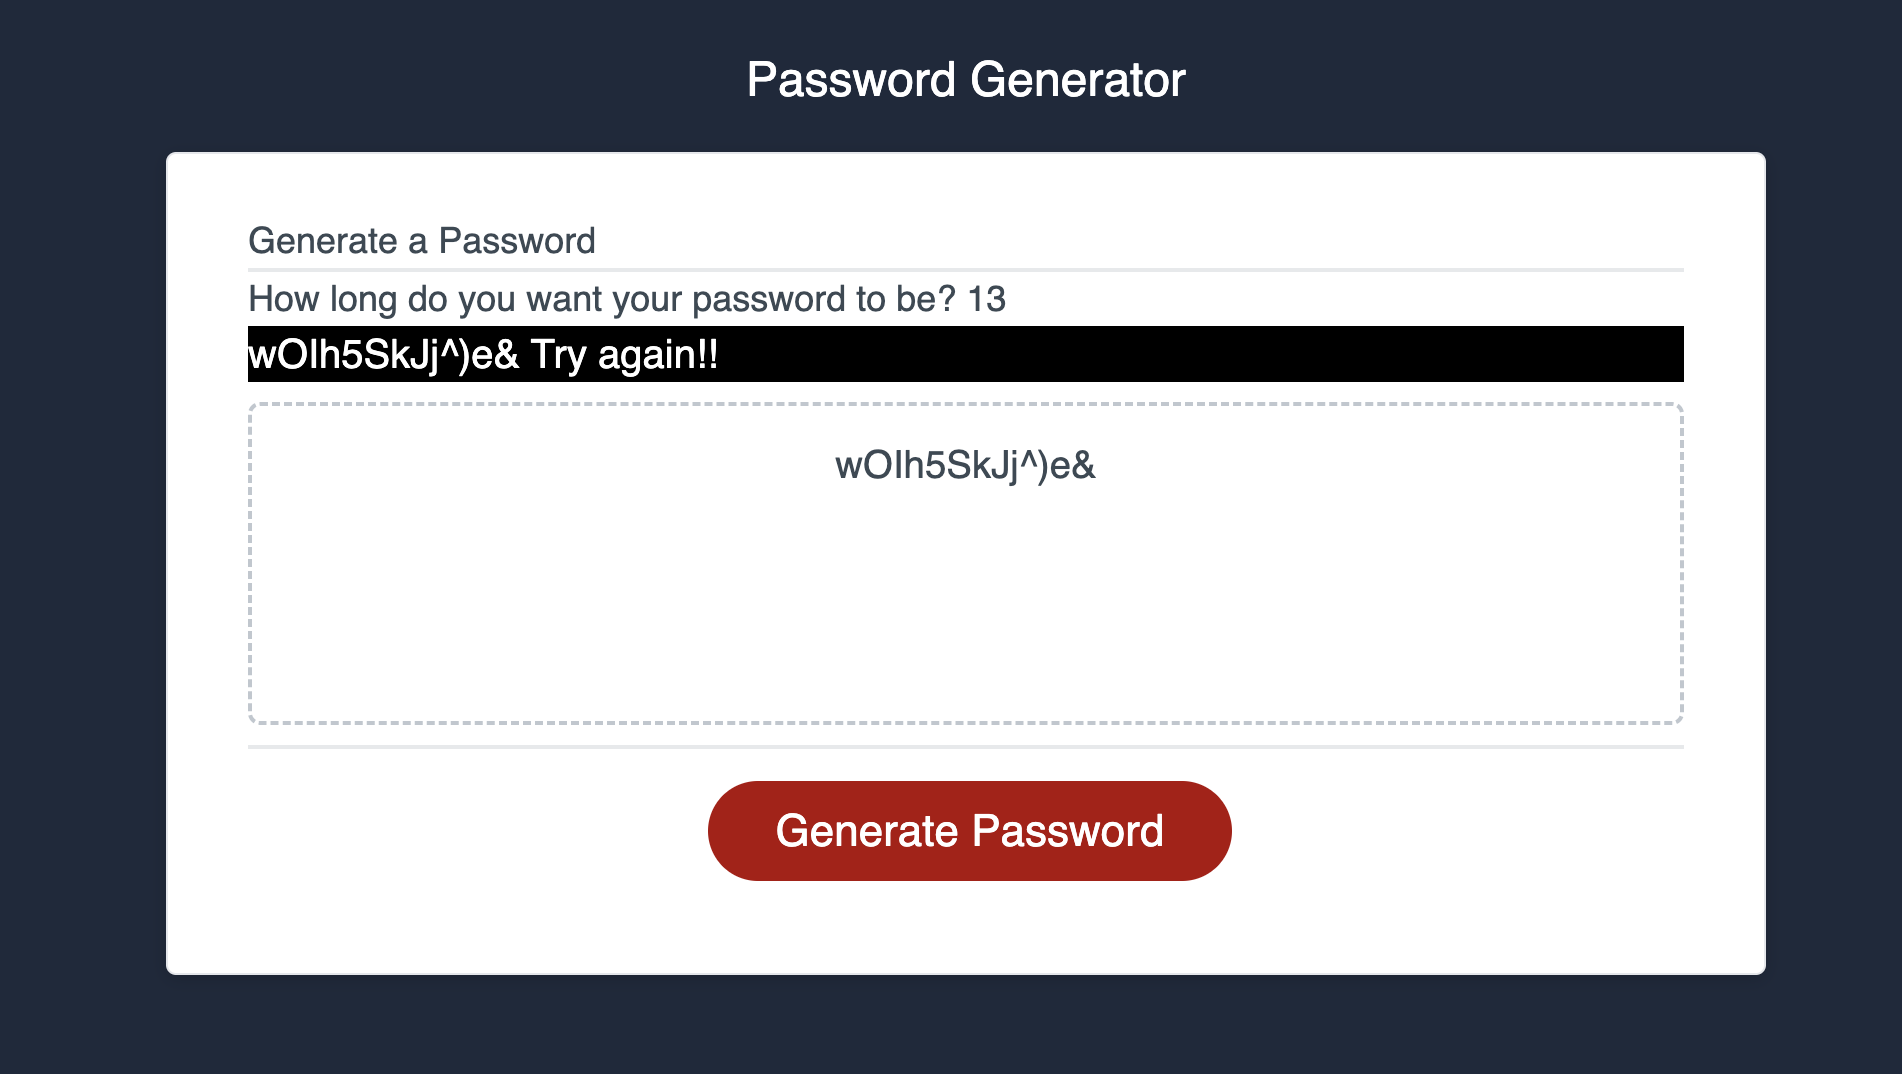 Password Generator
Generate a Password
How long do you want your password to be? 13
wOIh5SkJj^)e& Try again!!
wOIh5SkJj^)e&
Generate Password